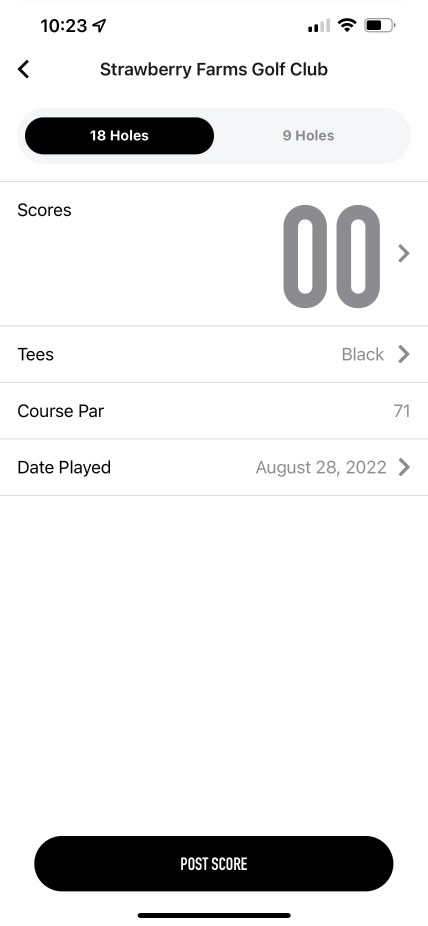 10:23
Strawberry Farms Golf Club
18 Holes 9 Holes
Scores 00
Tees Black
Course Par 71
Date Played August 28, 2022
POST SCORE